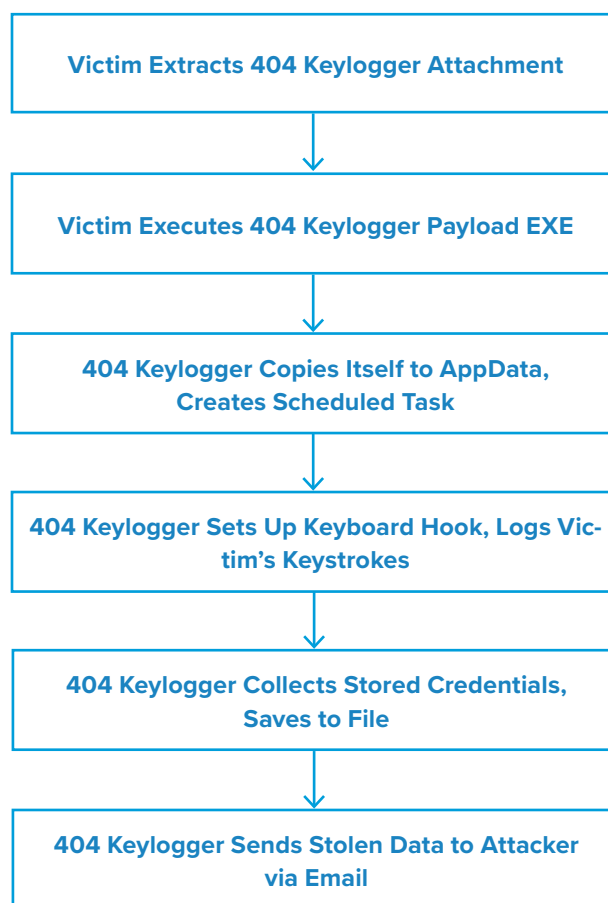 Victim Extracts 404 Keylogger Attachment
Victim Executes 404 Keylogger Payload EXE
404 Keylogger Copies Itself to AppData,
Creates Scheduled Task
404 Keylogger Sets Up Keyboard Hook, Logs Vic-
tim's Keystrokes
404 Keylogger Collects Stored Credentials,
Saves to File
404 Keylogger Sends Stolen Data to Attacker
via Email